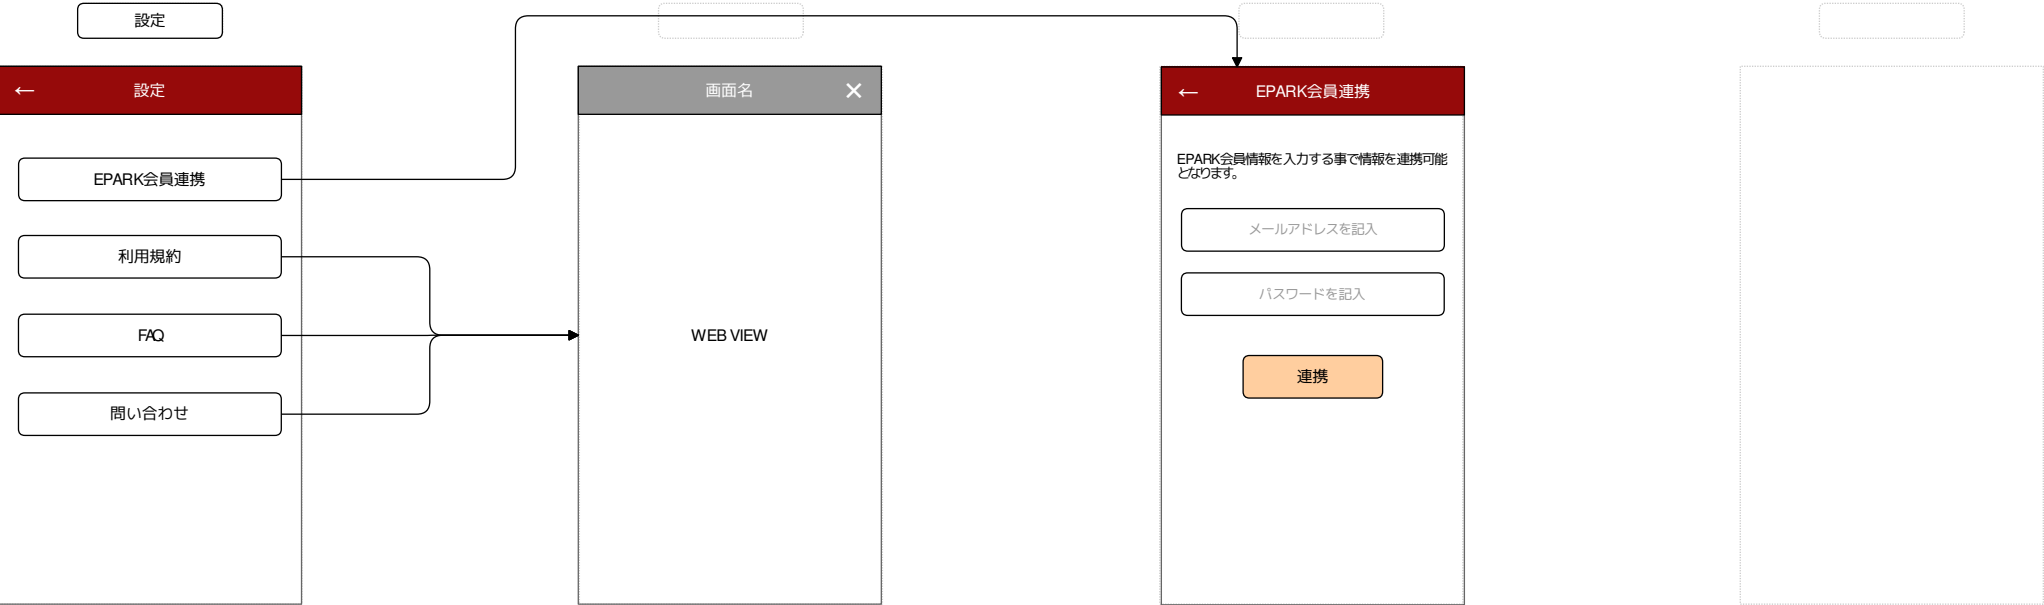 設定
← 設定
EPARK会員連携
利用規約
FAQ
問い合わせ
画面名 ✕
WEB VIEW
← EPARK会員連携
EPARK会員情報を入力する事で情報を連携可能
となります。
メールアドレスを記入
パスワードを記入
連携